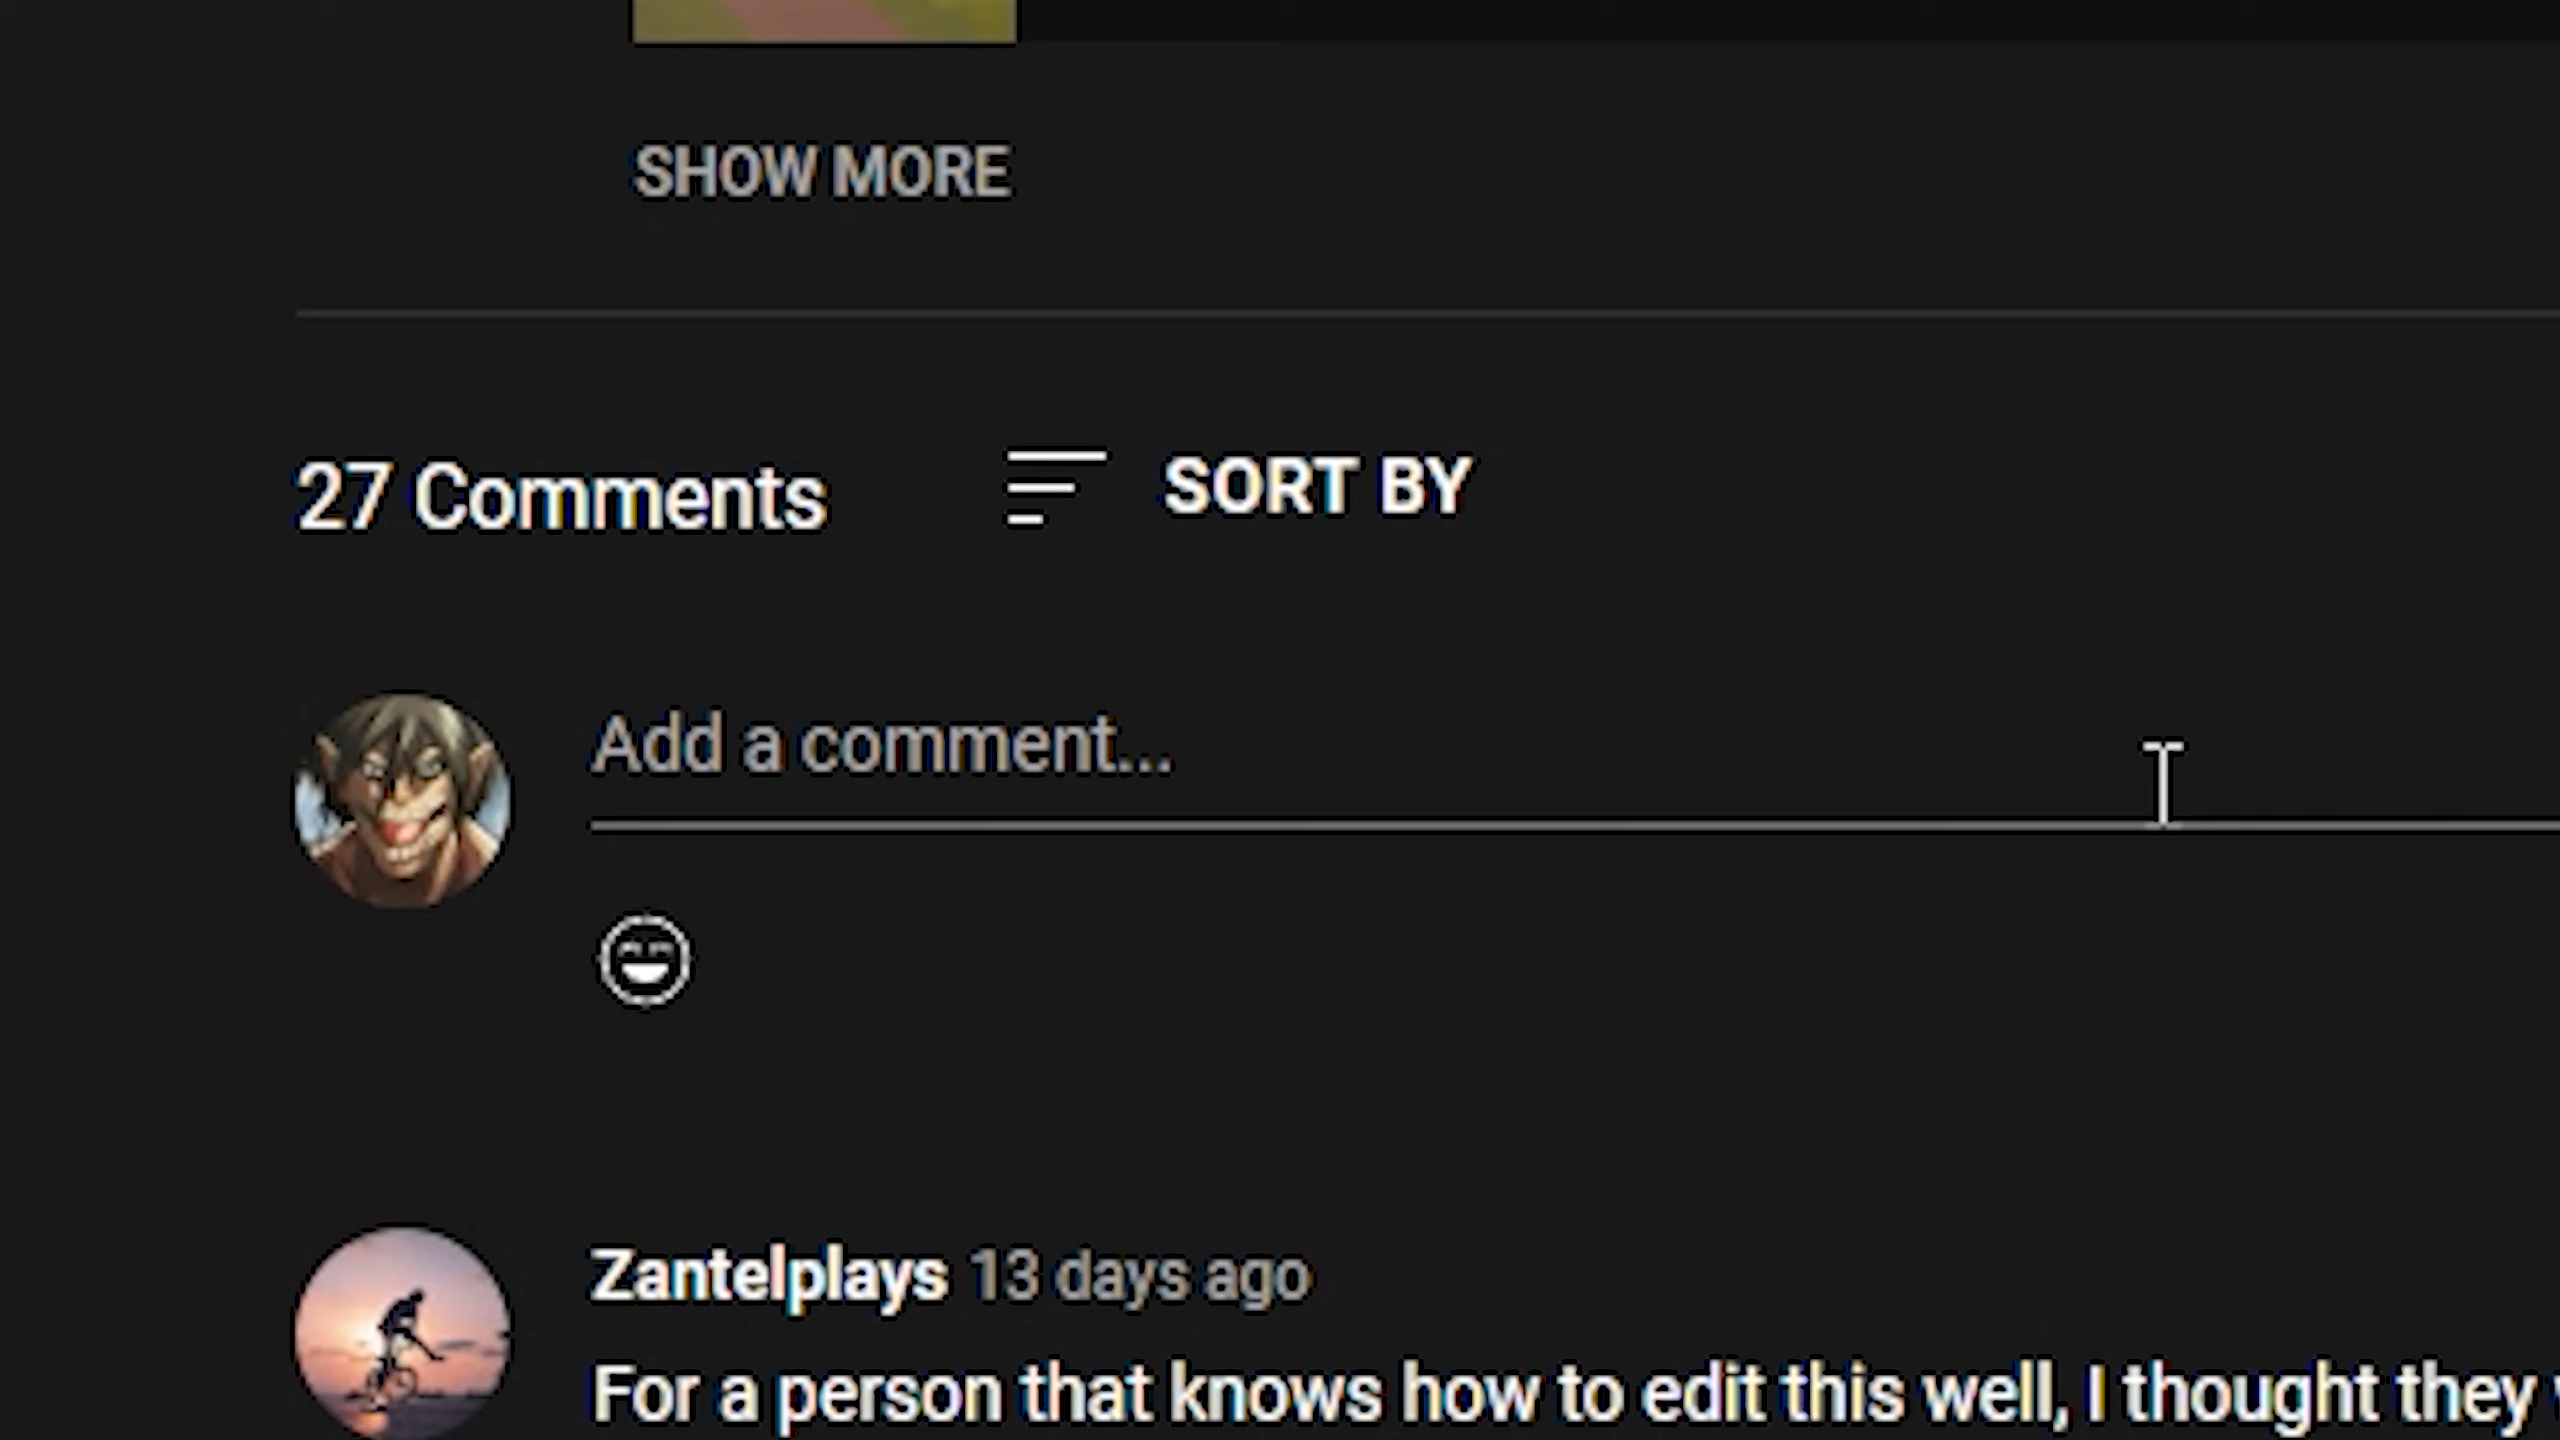 SHOW MORE
27 Comments
SORT BY
Add a comment...
Zantelplays 13 days ago
For a person that knows how to edit this well, I thought they